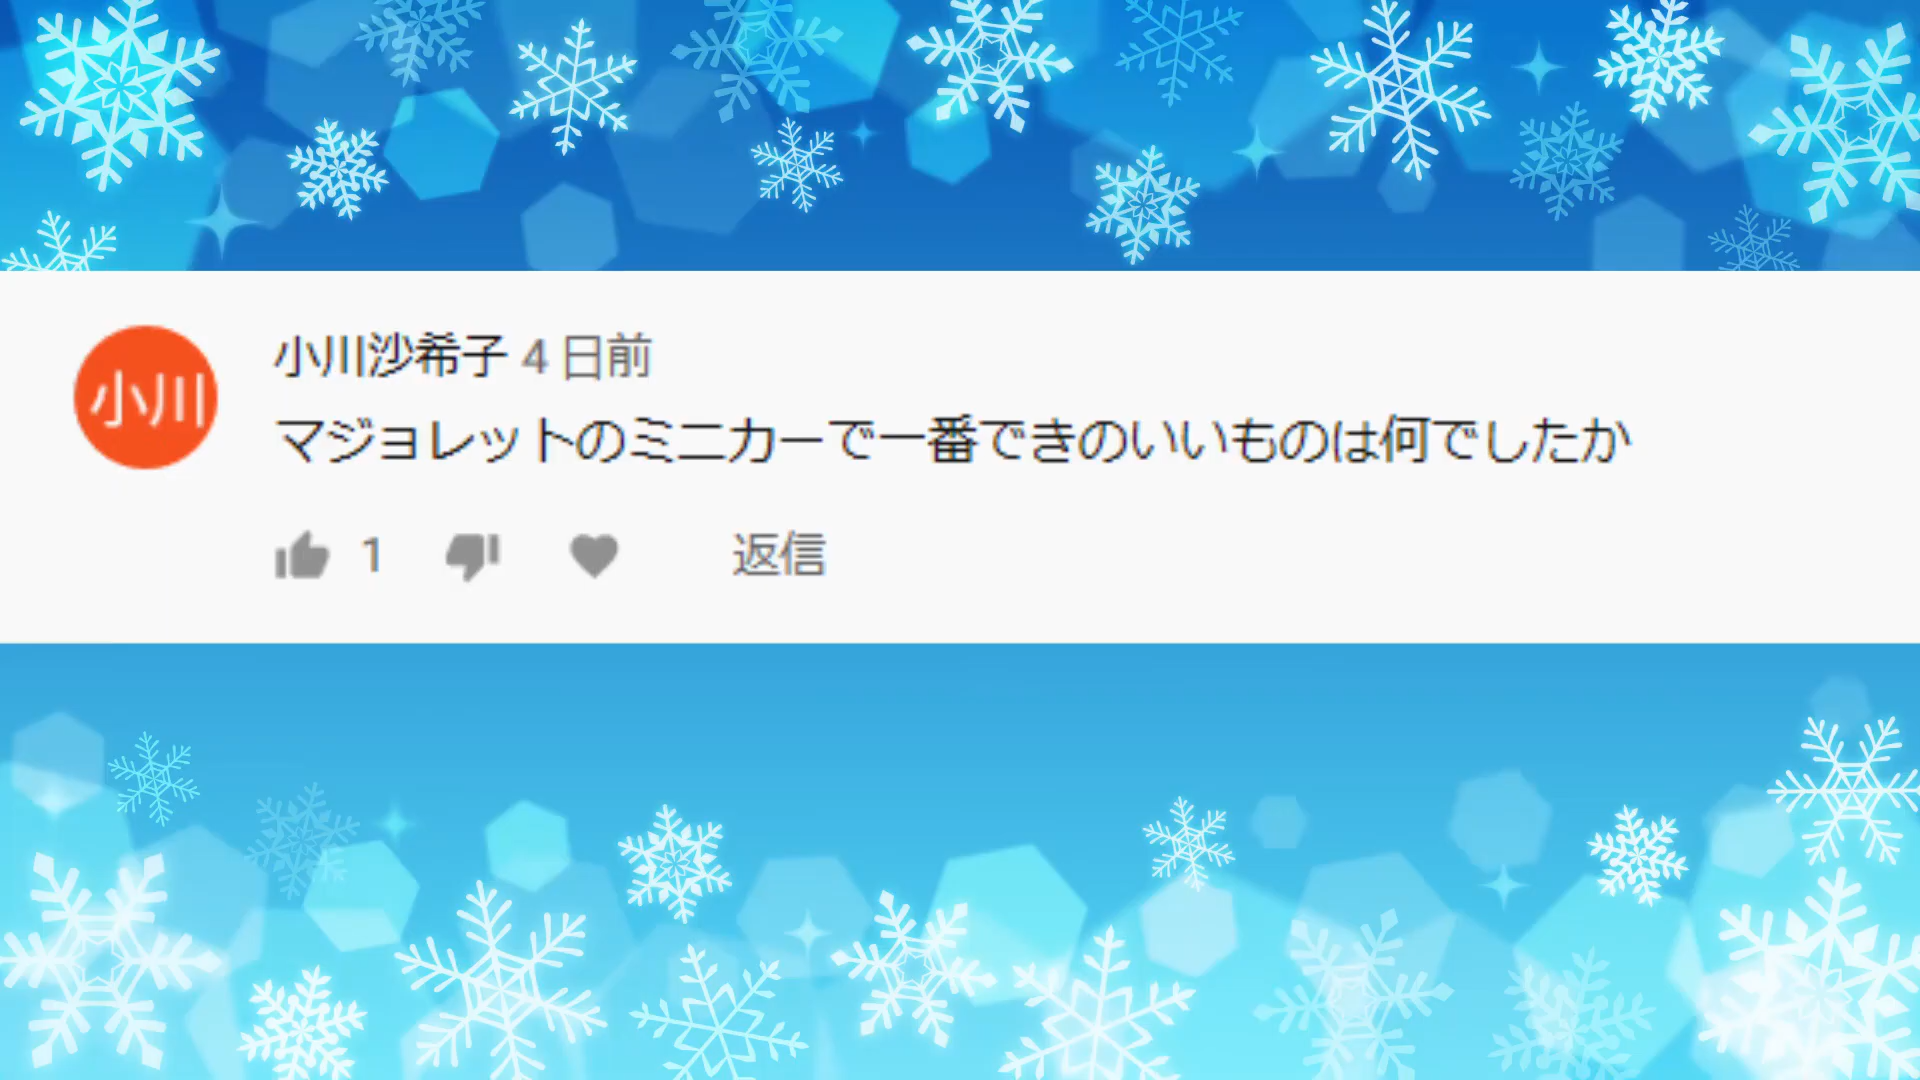 小川
小川沙希子 4 日前
マジョレットのミニカーで一番できのいいものは何でしたか
1
返信